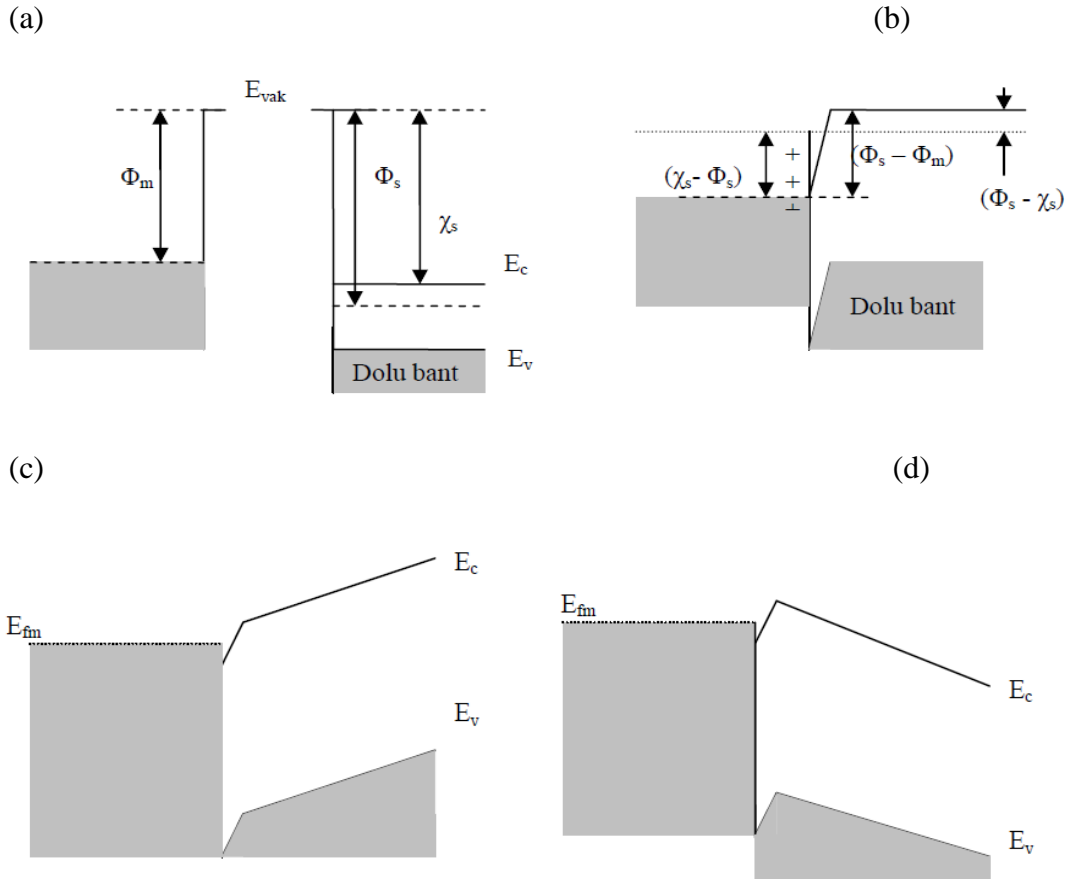 (a)
(b)
E_vak
Φ_m
Φ_s
χ_s
E_c
E_v
Dolu bant
(χ_s- Φ_s)
+
+
+
(Φ_s – Φ_m)
(Φ_s - χ_s)
Dolu bant
(c)
(d)
E_fm
E_c
E_v
E_fm
E_c
E_v